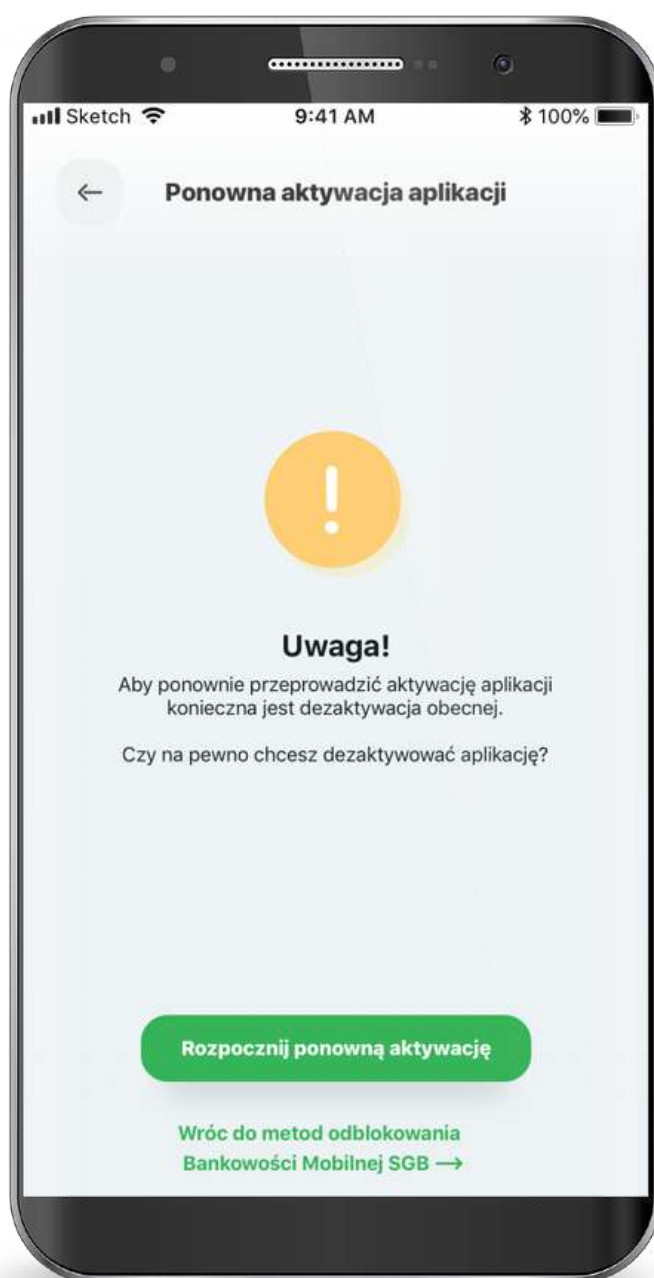 Sketch 9:41 AM 100%
← Ponowna aktywacja aplikacji
!
Uwaga!
Aby ponownie przeprowadzić aktywację aplikacji
konieczna jest dezaktywacja obecnej.
Czy na pewno chcesz dezaktywować aplikację?
Rozpocznij ponowną aktywację
Wróc do metod odblokowania
Bankowości Mobilnej SGB →